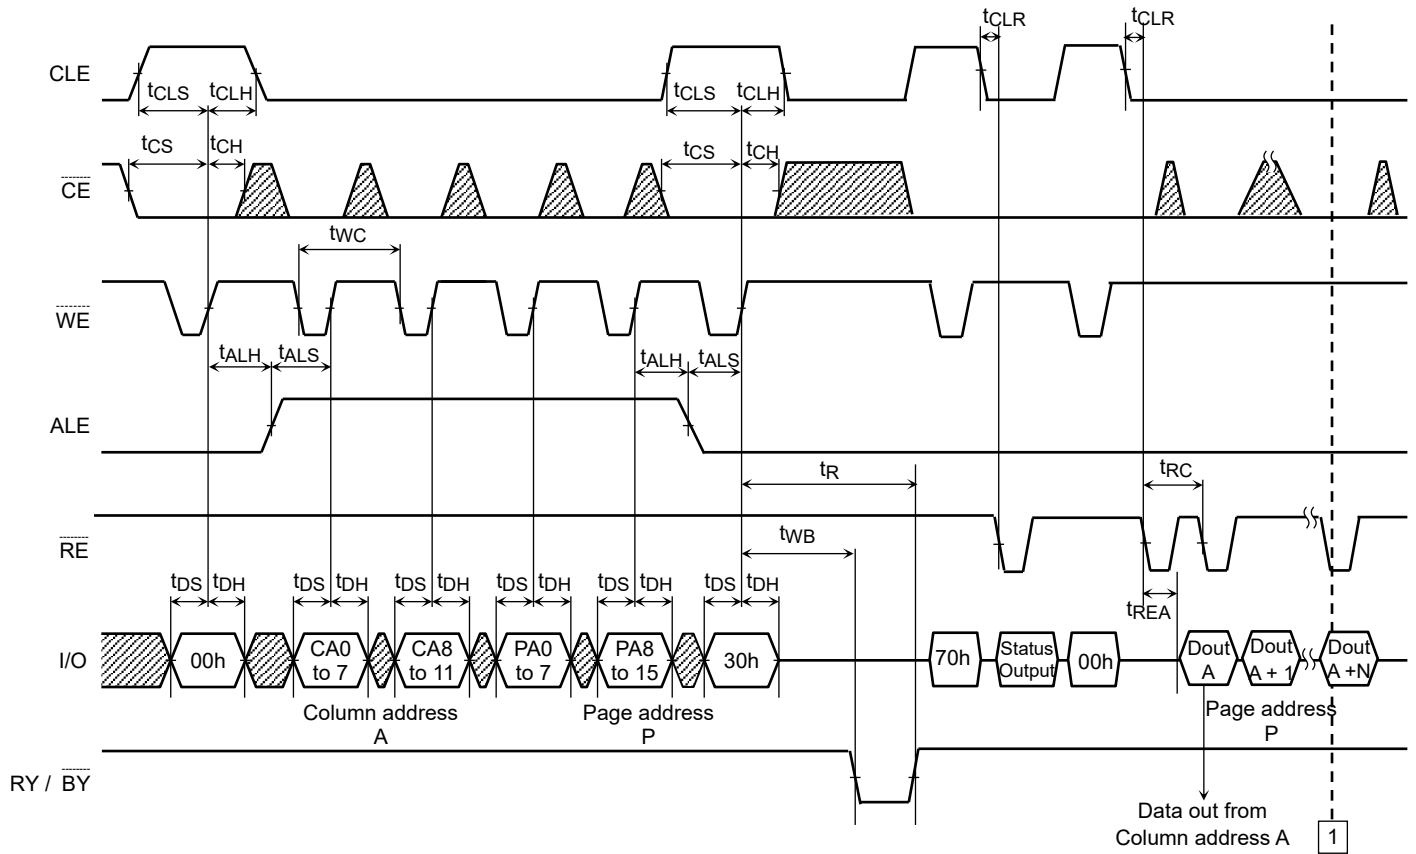 tCLR tCLR
CLE
tCLS tCLH tCLS tCLH
tCS tCH tCS tCH
CE
tWC
WE
tALH tALS tALH tALS
ALE
tR tRC
tWB
RE
tDS tDH tDS tDH tDS tDH tDS tDH tDS tDH tDS tDH
tREA
I/O
00h
CA0 to 7
CA8 to 11
PA0 to 7
PA8 to 15
30h
70h
Status Output
00h
Dout A
Dout A + 1
Dout A +N
Column address
A
Page address
P
Page address
P
RY / BY
Data out from
Column address A
1